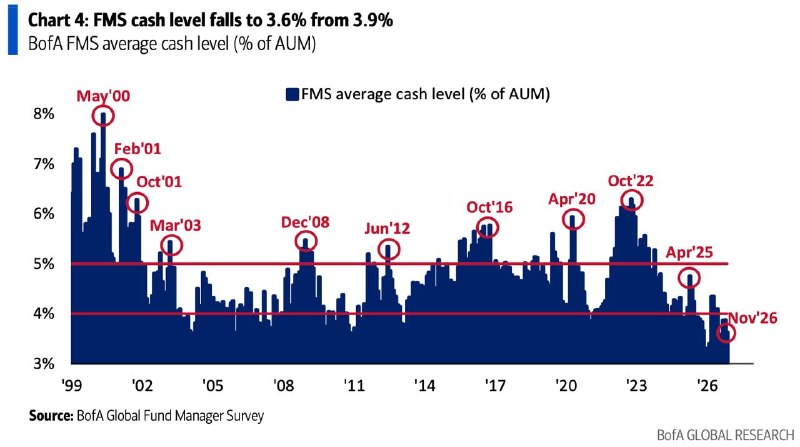 Chart 4: FMS cash level falls to 3.6% from 3.9%
BofA FMS average cash level (% of AUM)
FMS average cash level (% of AUM)
May'00
8%
Feb'01
7%
Oct'01
Oct'22
Apr'20
Oct'16
6%
Mar'03
Dec'08
Jun'12
Apr'25
5%
4%
Nov'26
3%
'99
'02
'05
'08
'11
'14
'17
'20
'23
'26
Source: BofA Global Fund Manager Survey
BofA GLOBAL RESEARCH